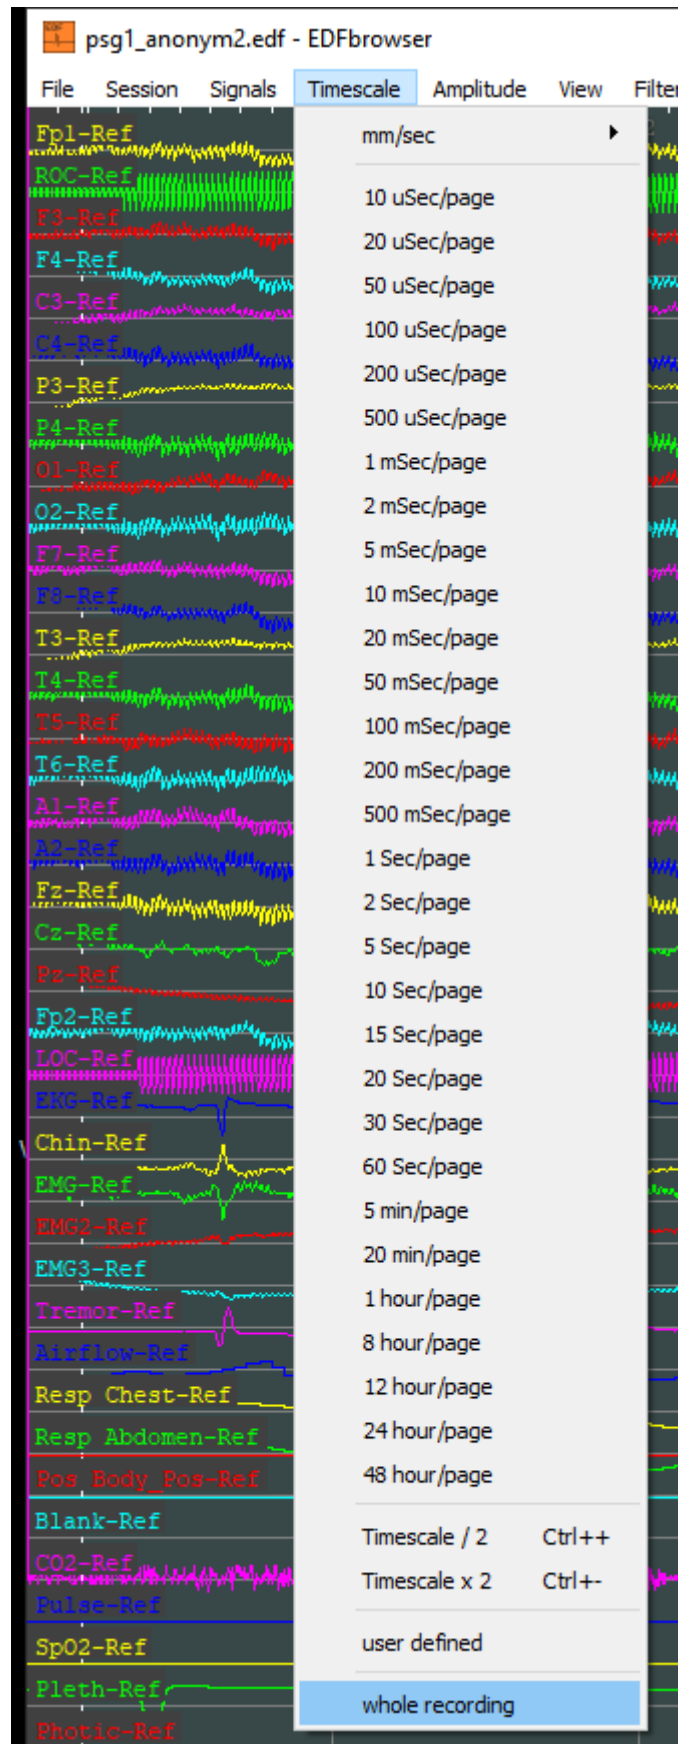 psg1_anonym2.edf - EDFbrowser
File Session Signals Timescale Amplitude View Filter
Fp1-Ref
ROC-Ref
F3-Ref
F4-Ref
C3-Ref
C4-Ref
P3-Ref
P4-Ref
O1-Ref
O2-Ref
F7-Ref
F8-Ref
T3-Ref
T4-Ref
T5-Ref
T6-Ref
A1-Ref
A2-Ref
Fz-Ref
Cz-Ref
Pz-Ref
Fp2-Ref
LOC-Ref
EKG-Ref
Chin-Ref
EMG-Ref
EMG2-Ref
EMG3-Ref
Tremor-Ref
Airflow-Ref
Resp Chest-Ref
Resp Abdomen-Ref
Pos Body_Pos-Ref
Blank-Ref
CO2-Ref
Pulse-Ref
SpO2-Ref
Pleth-Ref
Photic-Ref
mm/sec
10 uSec/page
20 uSec/page
50 uSec/page
100 uSec/page
200 uSec/page
500 uSec/page
1 mSec/page
2 mSec/page
5 mSec/page
10 mSec/page
20 mSec/page
50 mSec/page
100 mSec/page
200 mSec/page
500 mSec/page
1 Sec/page
2 Sec/page
5 Sec/page
10 Sec/page
15 Sec/page
20 Sec/page
30 Sec/page
60 Sec/page
5 min/page
20 min/page
1 hour/page
8 hour/page
12 hour/page
24 hour/page
48 hour/page
Timescale / 2 Ctrl++
Timescale x 2 Ctrl+-
user defined
whole recording